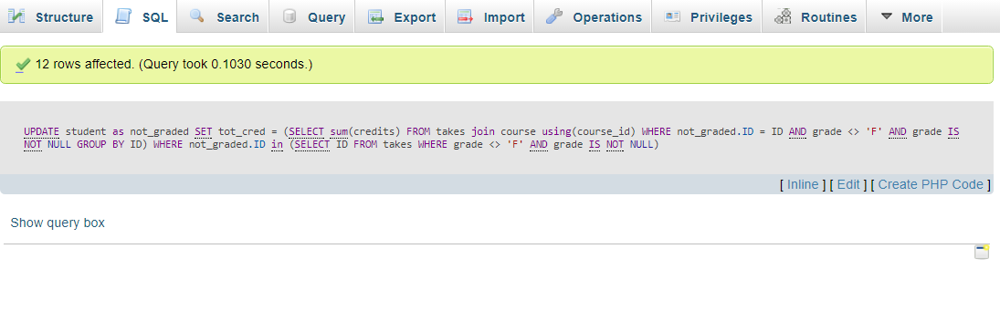 Structure SQL Search Query Export Import Operations Privileges Routines More
12 rows affected. (Query took 0.1030 seconds.)
UPDATE student as not_graded SET tot_cred = (SELECT sum(credits) FROM takes join course using(course_id) WHERE not_graded.ID = ID AND grade <> 'F' AND grade IS
NOT NULL GROUP BY ID) WHERE not_graded.ID in (SELECT ID FROM takes WHERE grade <> 'F' AND grade IS NOT NULL)
[ Inline ] [ Edit ] [ Create PHP Code ]
Show query box